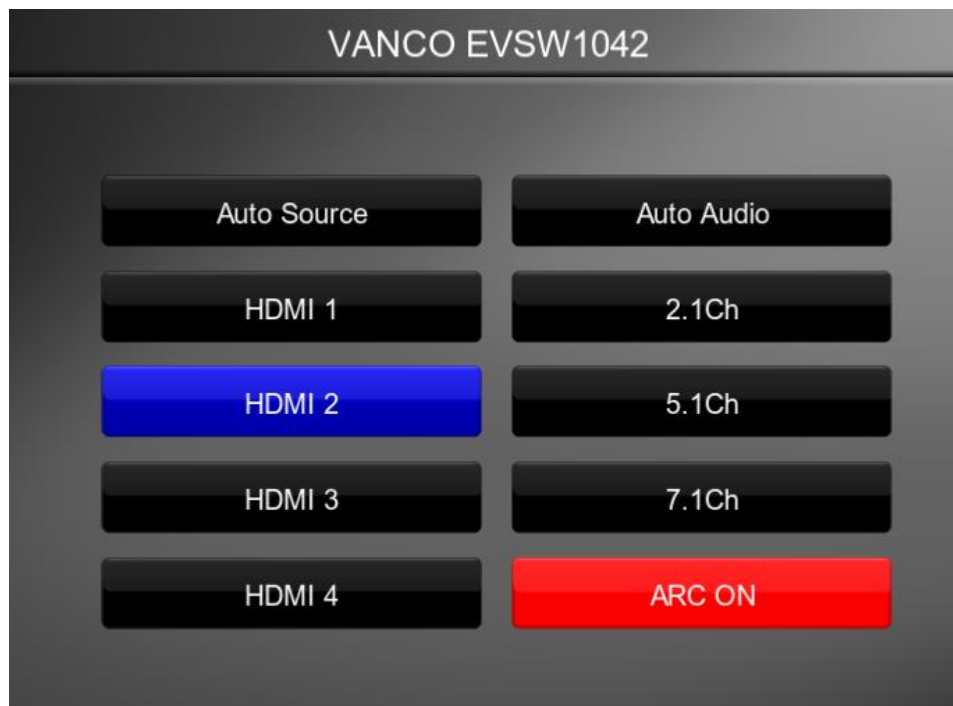 VANCO EVSW1042
Auto Source
Auto Audio
HDMI 1
2.1Ch
HDMI 2
5.1Ch
HDMI 3
7.1Ch
HDMI 4
ARC ON